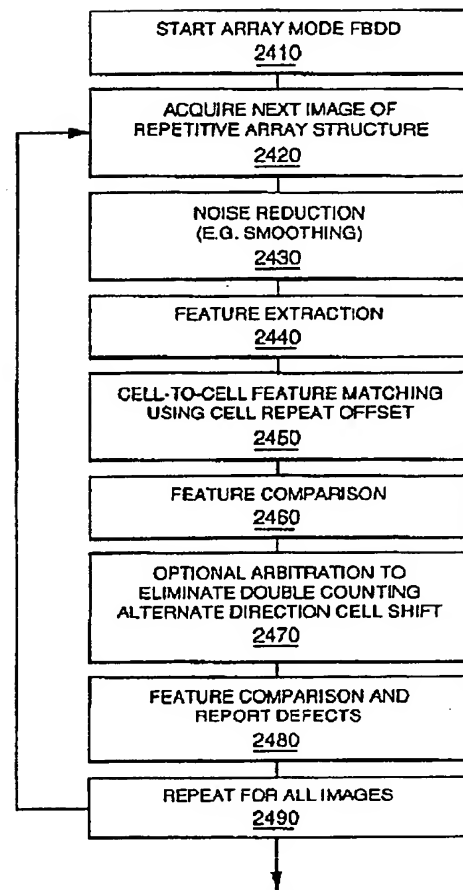 START ARRAY MODE FBDD
2410
ACQUIRE NEXT IMAGE OF
REPETITIVE ARRAY STRUCTURE
2420
NOISE REDUCTION
(E.G. SMOOTHING)
2430
FEATURE EXTRACTION
2440
CELL-TO-CELL FEATURE MATCHING
USING CELL REPEAT OFFSET
2450
FEATURE COMPARISON
2460
OPTIONAL ARBITRATION TO
ELIMINATE DOUBLE COUNTING
ALTERNATE DIRECTION CELL SHIFT
2470
FEATURE COMPARISON AND
REPORT DEFECTS
2480
REPEAT FOR ALL IMAGES
2490